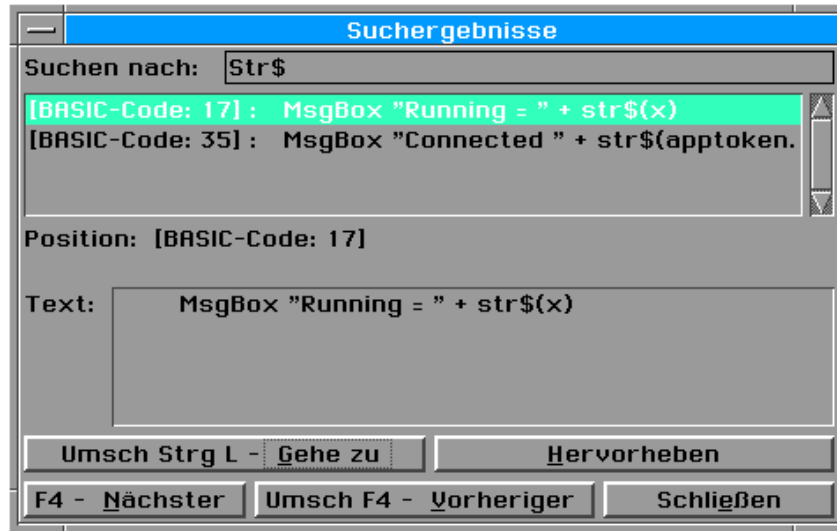 Suchergebnisse
Suchen nach: Str$
[BASIC-Code: 17] : MsgBox "Running = " + str$(x)
[BASIC-Code: 35] : MsgBox "Connected " + str$(apptoken.
Position: [BASIC-Code: 17]
Text: MsgBox "Running = " + str$(x)
Umsch Strg L - Gehe zu Hervorheben
F4 - Nächster Umsch F4 - Vorheriger Schließen